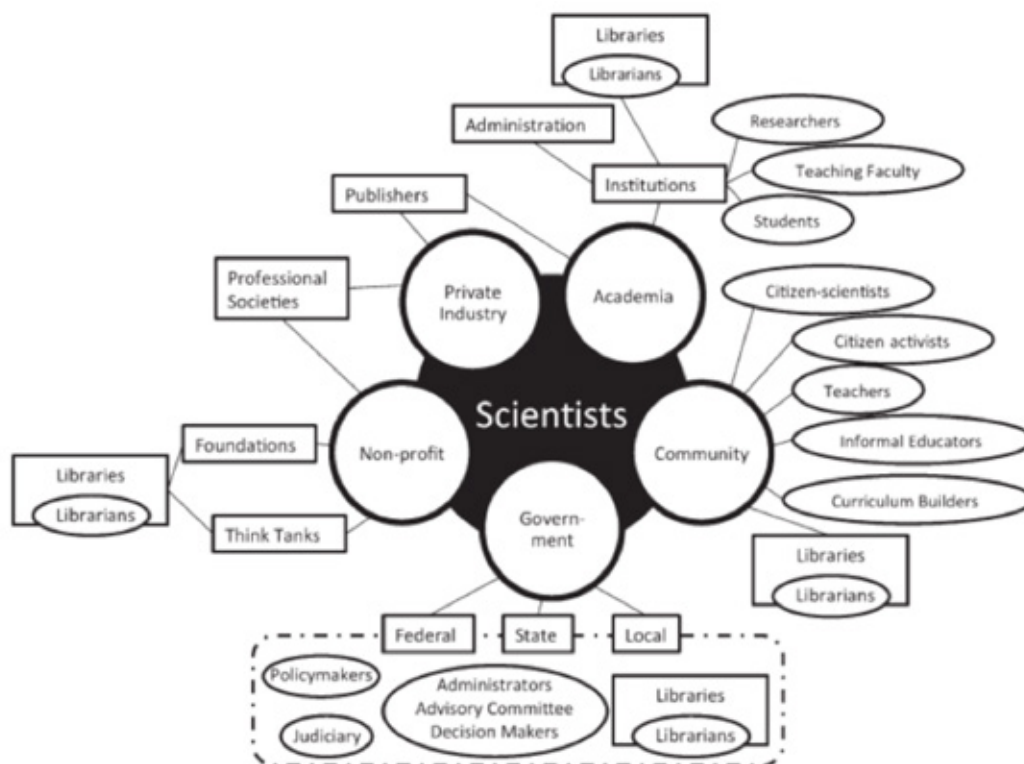 Libraries
Librarians
Administration
Researchers
Teaching Faculty
Institutions
Publishers
Students
Professional
Societies
Private
Industry
Academia
Citizen-scientists
Citizen activists
Teachers
Scientists
Foundations
Non-profit
Community
Informal Educators
Libraries
Librarians
Curriculum Builders
Think Tanks
Govern-
ment
Libraries
Librarians
Federal
State
Local
Policymakers
Administrators
Advisory Committee
Decision Makers
Judiciary
Libraries
Librarians